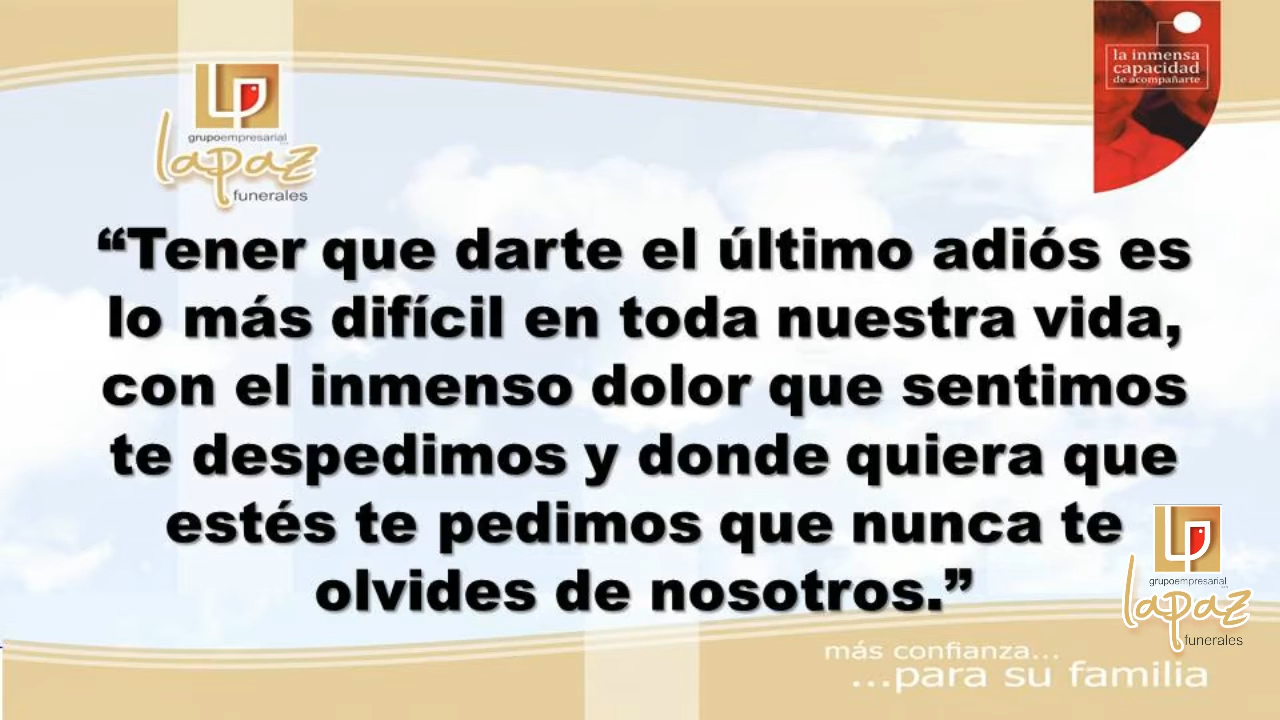 la inmensa
capacidad
de acompañarte
grupoempresarial
lapaz
funerales
“Tener que darte el último adiós es
lo más difícil en toda nuestra vida,
con el inmenso dolor que sentimos
te despedimos y donde quiera que
estés te pedimos que nunca te
olvides de nosotros.”
grupoempresarial
lapaz
funerales
más confianza...
...para su familia